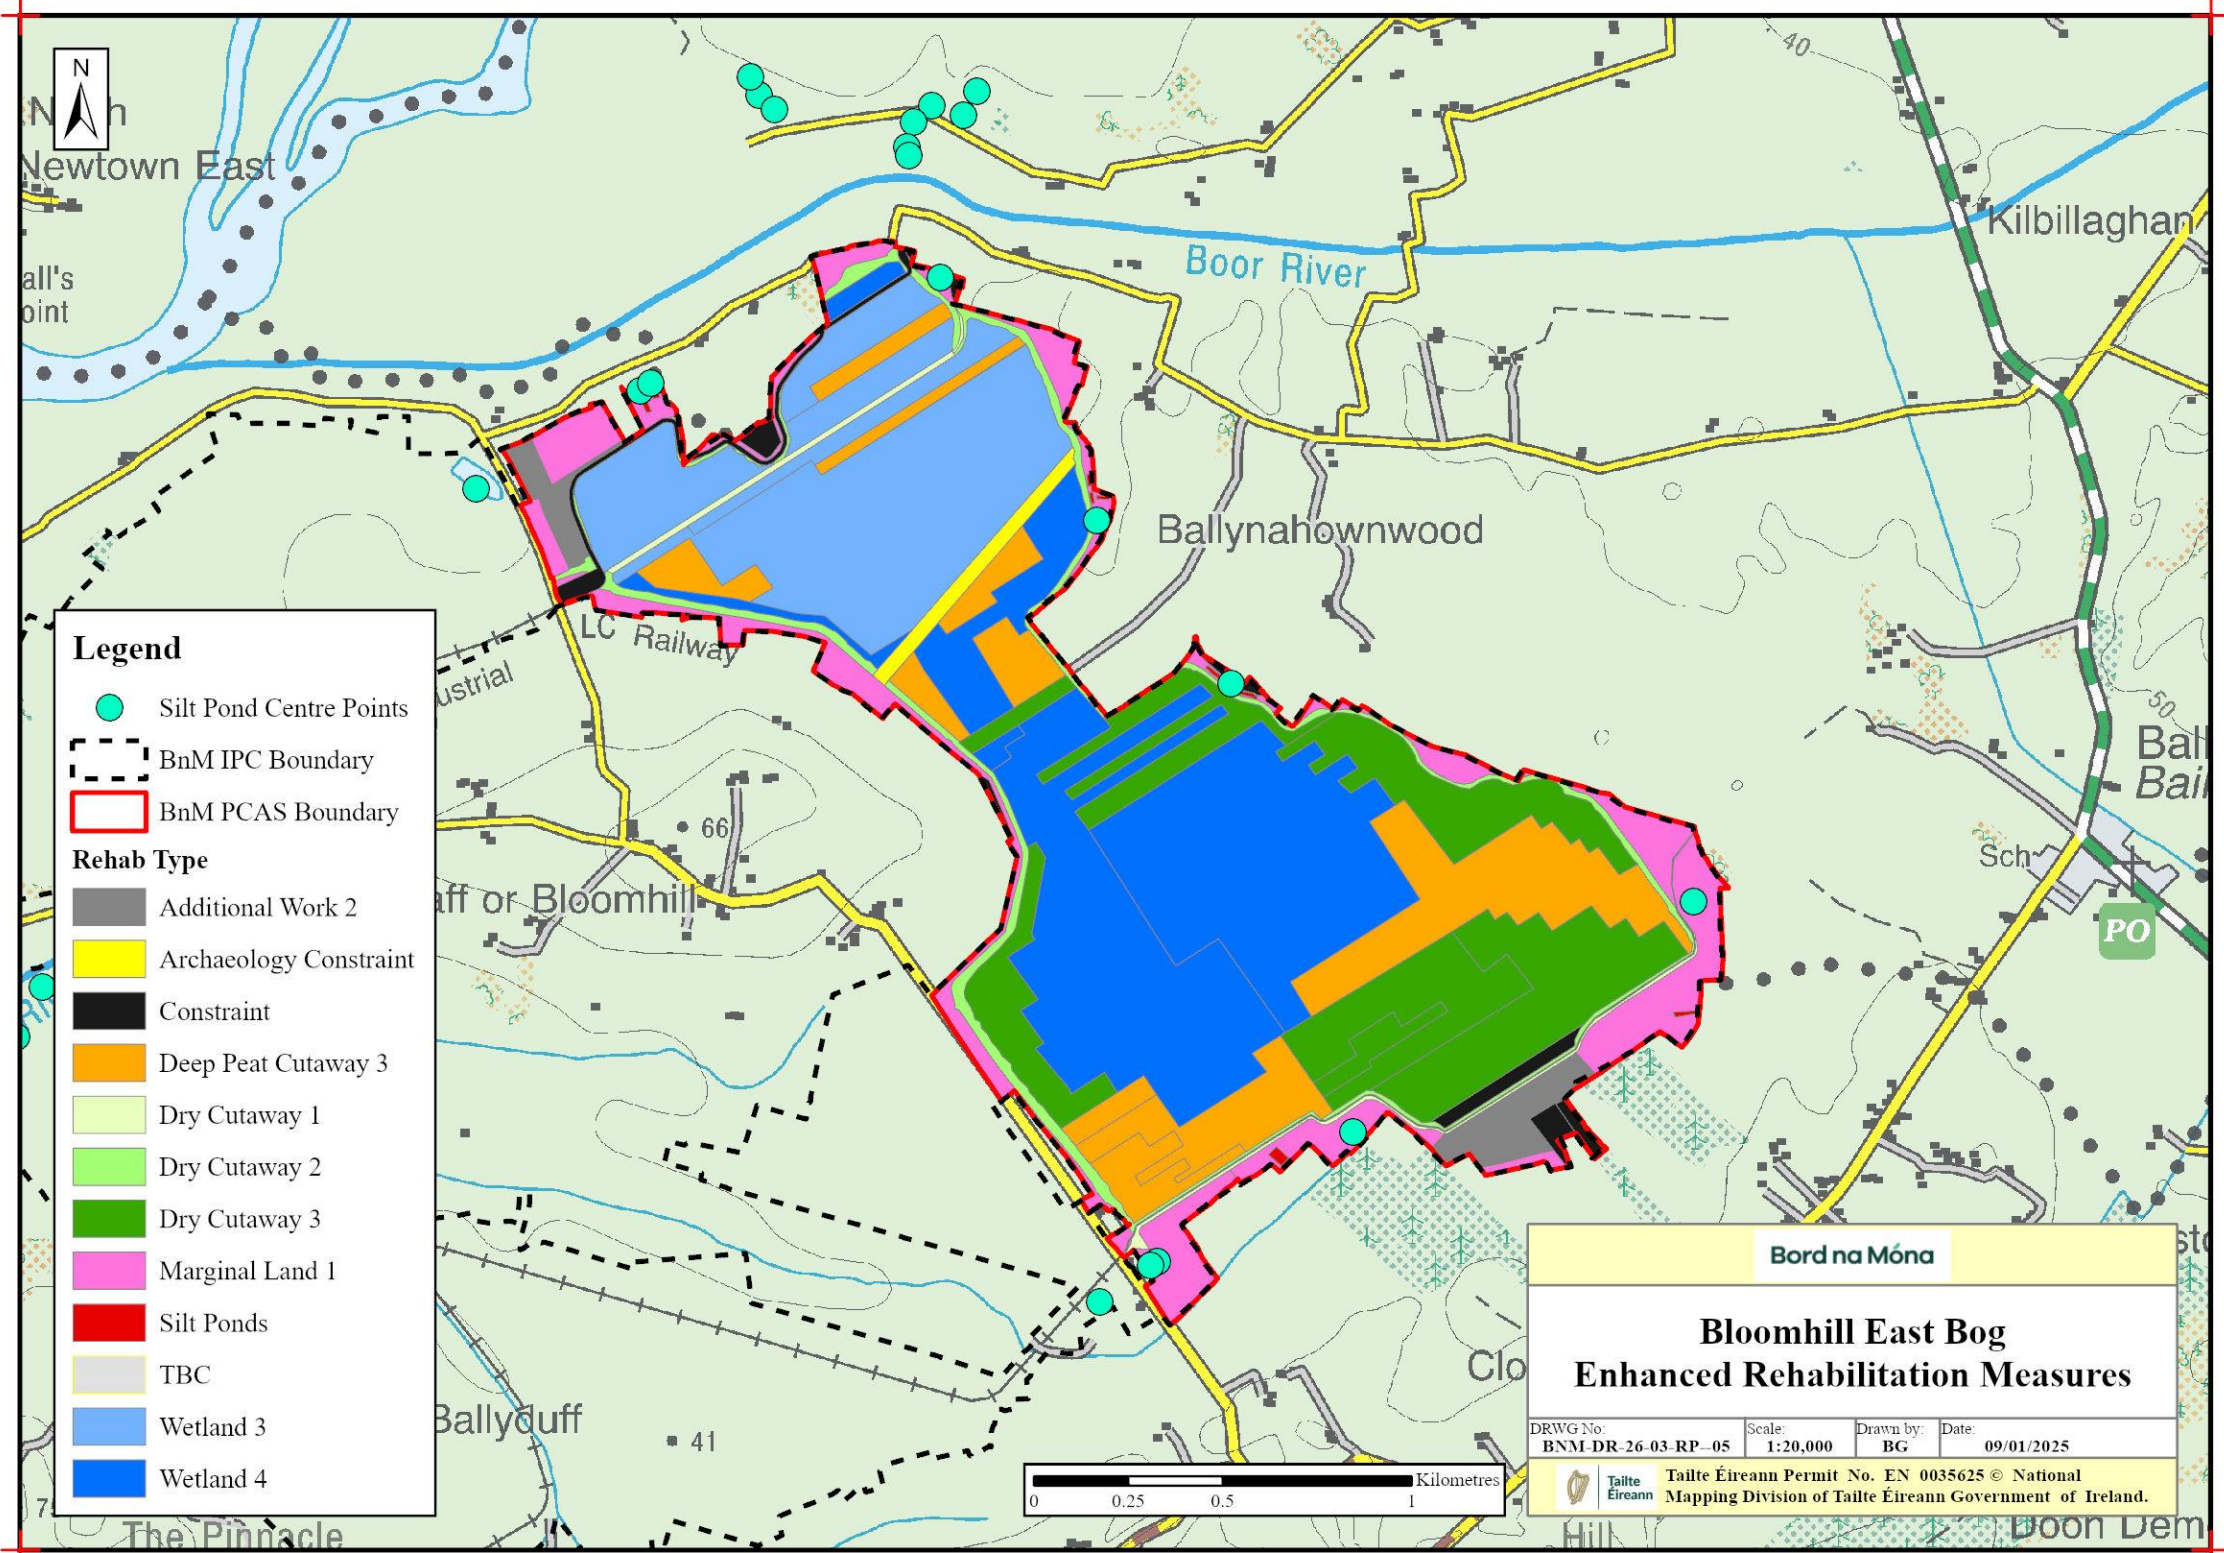 N
Newtown East
all's
oint
40
Kilbillaghan
Boor River
Ballynahownwood
LC Railway
ustrial
50
Ball
Bail
66
aff or Bloomhill
Sch
PO
Ballyduff
41
Clo
The Pinnacle
Hill
Doon Dem
Legend
Silt Pond Centre Points
BnM IPC Boundary
BnM PCAS Boundary
Rehab Type
Additional Work 2
Archaeology Constraint
Constraint
Deep Peat Cutaway 3
Dry Cutaway 1
Dry Cutaway 2
Dry Cutaway 3
Marginal Land 1
Silt Ponds
TBC
Wetland 3
Wetland 4
0 0.25 0.5 1 Kilometres
Bord na Móna
Bloomhill East Bog
Enhanced Rehabilitation Measures
DRWG No: Scale: Drawn by: Date:
BNM-DR-26-03-RP--05 1:20,000 BG 09/01/2025
Tailte Éireann
Tailte Éireann Permit No. EN 0035625 © National
Mapping Division of Tailte Éireann Government of Ireland.